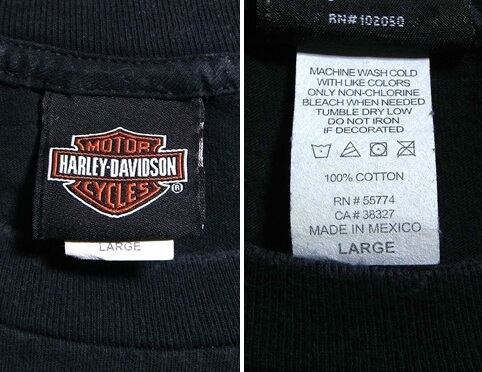 MOTOR
HARLEY-DAVIDSON
CYCLES ®
LARGE
RN# 102050
MACHINE WASH COLD
WITH LIKE COLORS
ONLY NON-CHLORINE
BLEACH WHEN NEEDED
TUMBLE DRY LOW
DO NOT IRON
IF DECORATED
100% COTTON
RN # 55774
CA # 38327
MADE IN MEXICO
LARGE